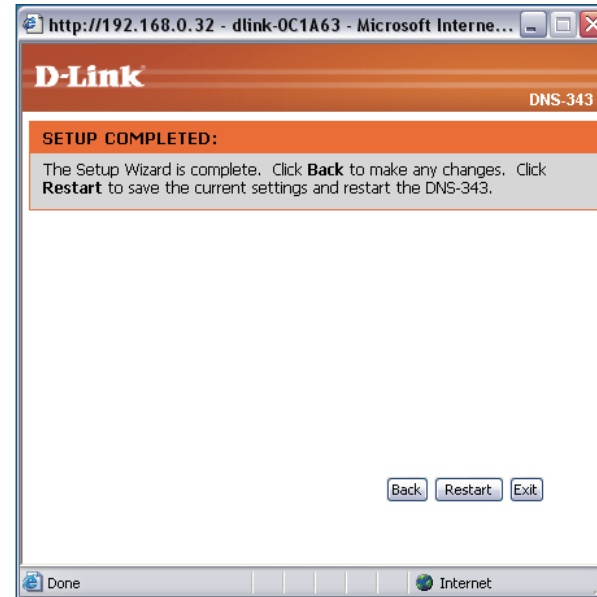 http://192.168.0.32 - dlink-0C1A63 - Microsoft Interne...
D-Link
DNS-343
SETUP COMPLETED:
The Setup Wizard is complete. Click Back to make any changes. Click
Restart to save the current settings and restart the DNS-343.
Back Restart Exit
Done Internet